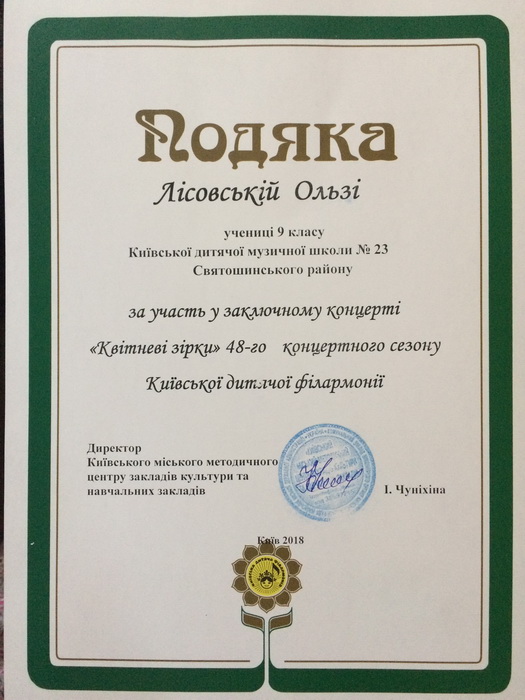 Подяка
Лісовській Ользі
учениці 9 класу
Київської дитячої музичної школи № 23
Святошинського району
за участь у заключному концерті
«Квітневі зірки» 48-го концертного сезону
Київської дитячої філармонії
Директор
Київського міського методичного
центру закладів культури та
навчальних закладів
І. Чупіхіна
Київ 2018